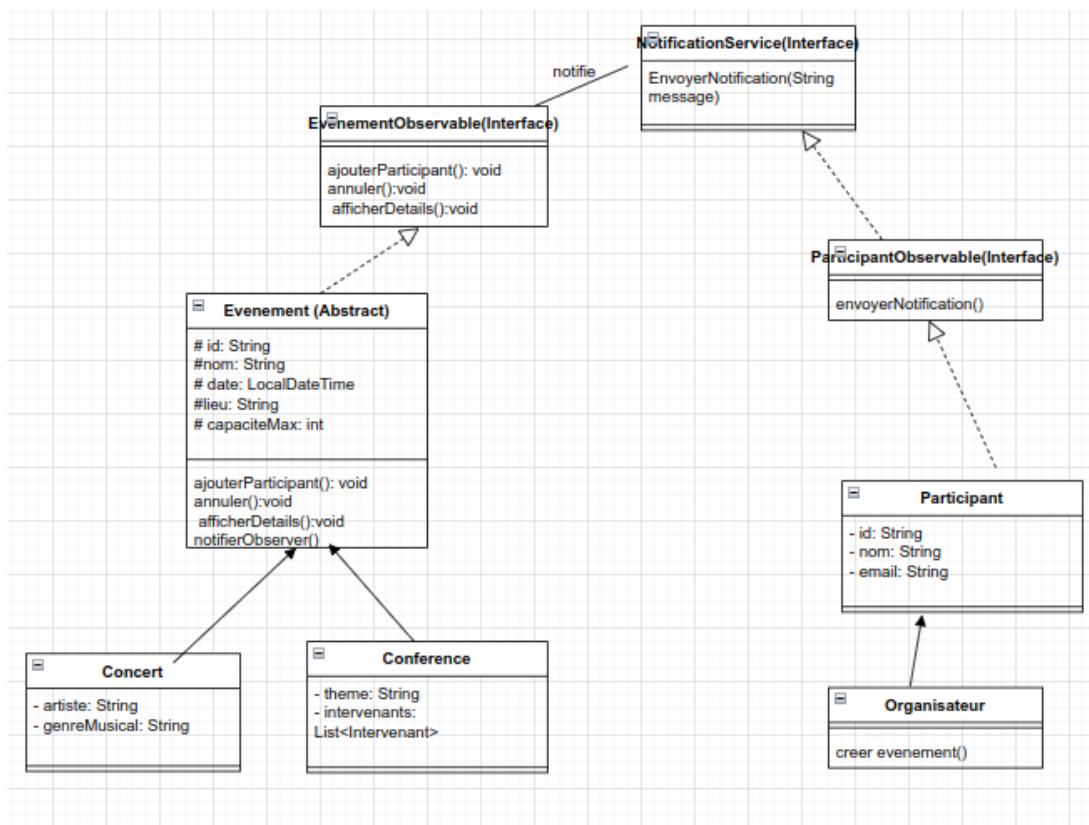 NotificationService(Interface)
EnvoyerNotification(String
message)
notifie
EvenementObservable(Interface)
ajouterParticipant(): void
annuler():void
afficherDetails():void
ParticipantObservable(Interface)
envoyerNotification()
Evenement (Abstract)
# id: String
#nom: String
# date: LocalDateTime
#lieu: String
# capaciteMax: int
ajouterParticipant(): void
annuler():void
afficherDetails():void
notifierObserver()
Participant
- id: String
- nom: String
- email: String
Concert
- artiste: String
- genreMusical: String
Conference
- theme: String
- intervenants:
List<Intervenant>
Organisateur
creer evenement()